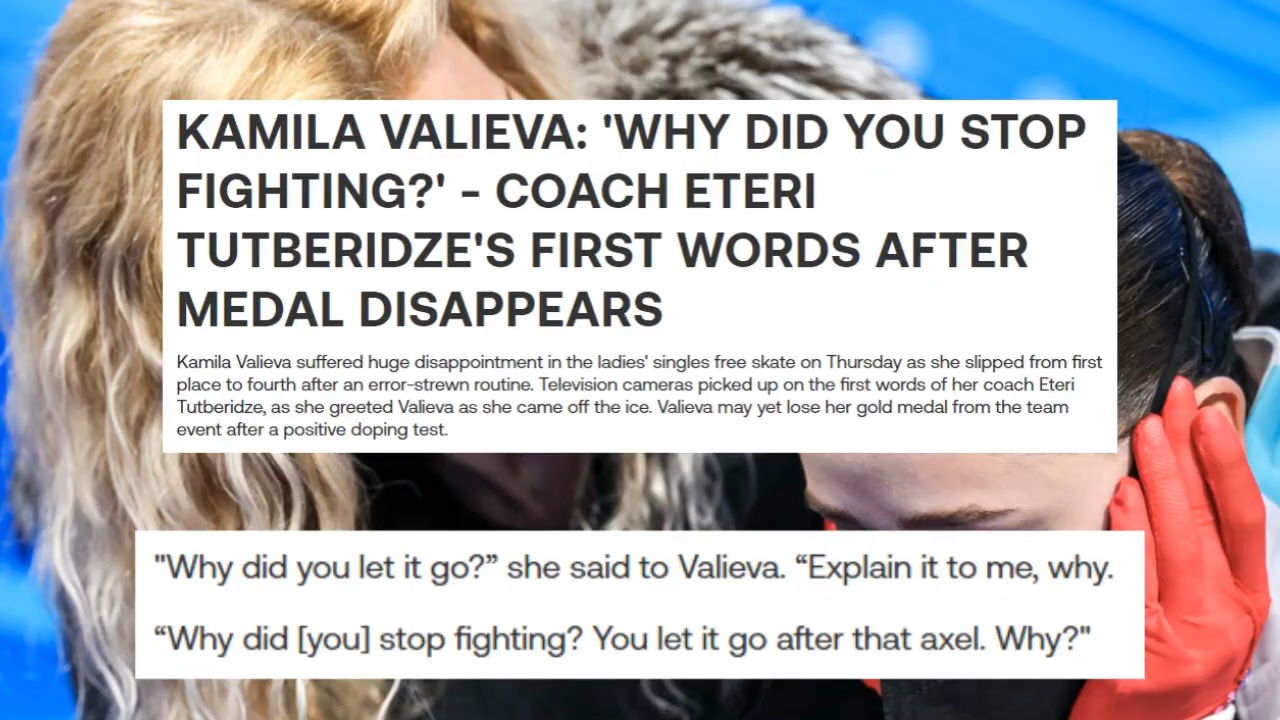 KAMILA VALIEVA: 'WHY DID YOU STOP
FIGHTING?' - COACH ETERI
TUTBERIDZE'S FIRST WORDS AFTER
MEDAL DISAPPEARS
Kamila Valieva suffered huge disappointment in the ladies' singles free skate on Thursday as she slipped from first
place to fourth after an error-strewn routine. Television cameras picked up on the first words of her coach Eteri
Tutberidze, as she greeted Valieva as she came off the ice. Valieva may yet lose her gold medal from the team
event after a positive doping test.
"Why did you let it go?” she said to Valieva. “Explain it to me, why.
“Why did [you] stop fighting? You let it go after that axel. Why?"